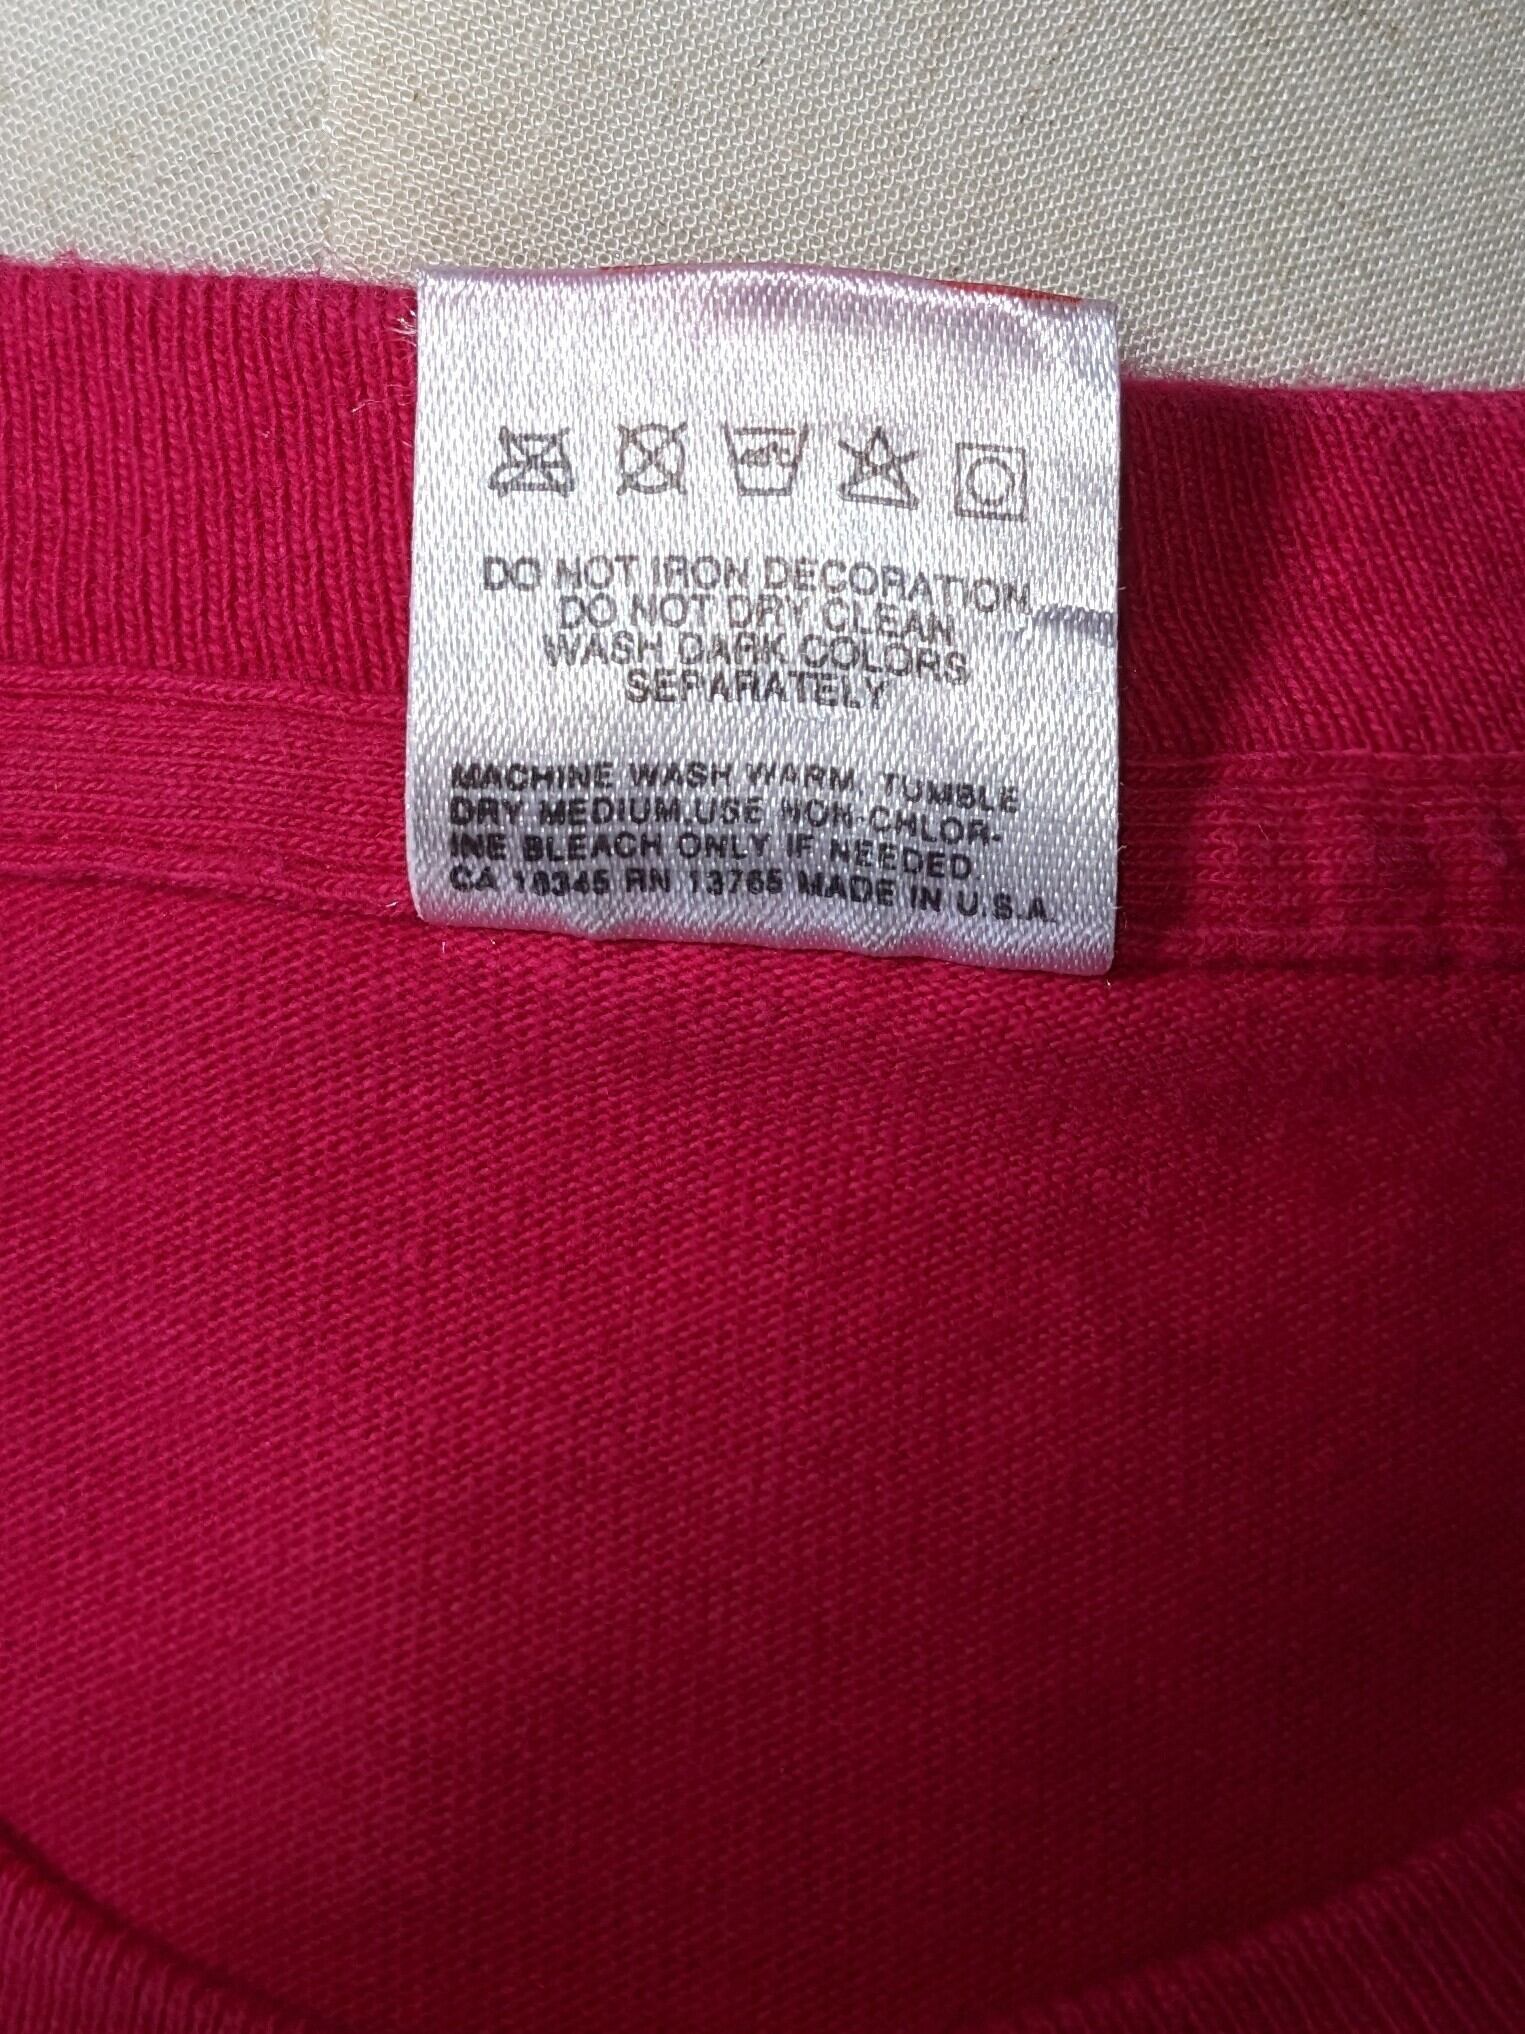 DO NOT IRON DECORATION
DO NOT DRY CLEAN
WASH DARK COLORS
SEPARATELY
MACHINE WASH WARM, TUMBLE
DRY MEDIUM.USE NON-CHLOR-
INE BLEACH ONLY IF NEEDED.
CA 18345 RN 13765 MADE IN U.S.A.